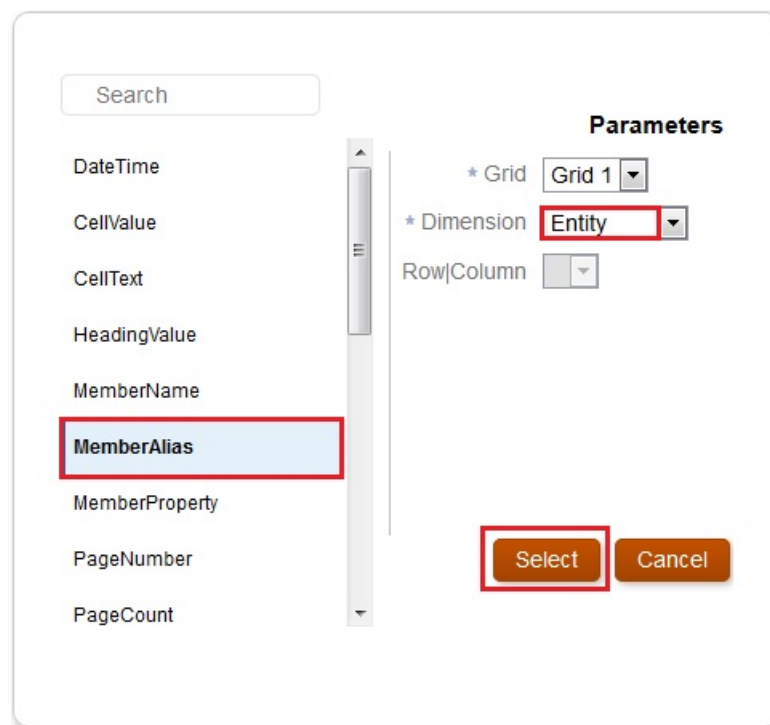 Search
DateTime
CellValue
CellText
HeadingValue
MemberName
MemberAlias
MemberProperty
PageNumber
PageCount
Parameters
* Grid Grid 1
* Dimension Entity
Row|Column
Select Cancel